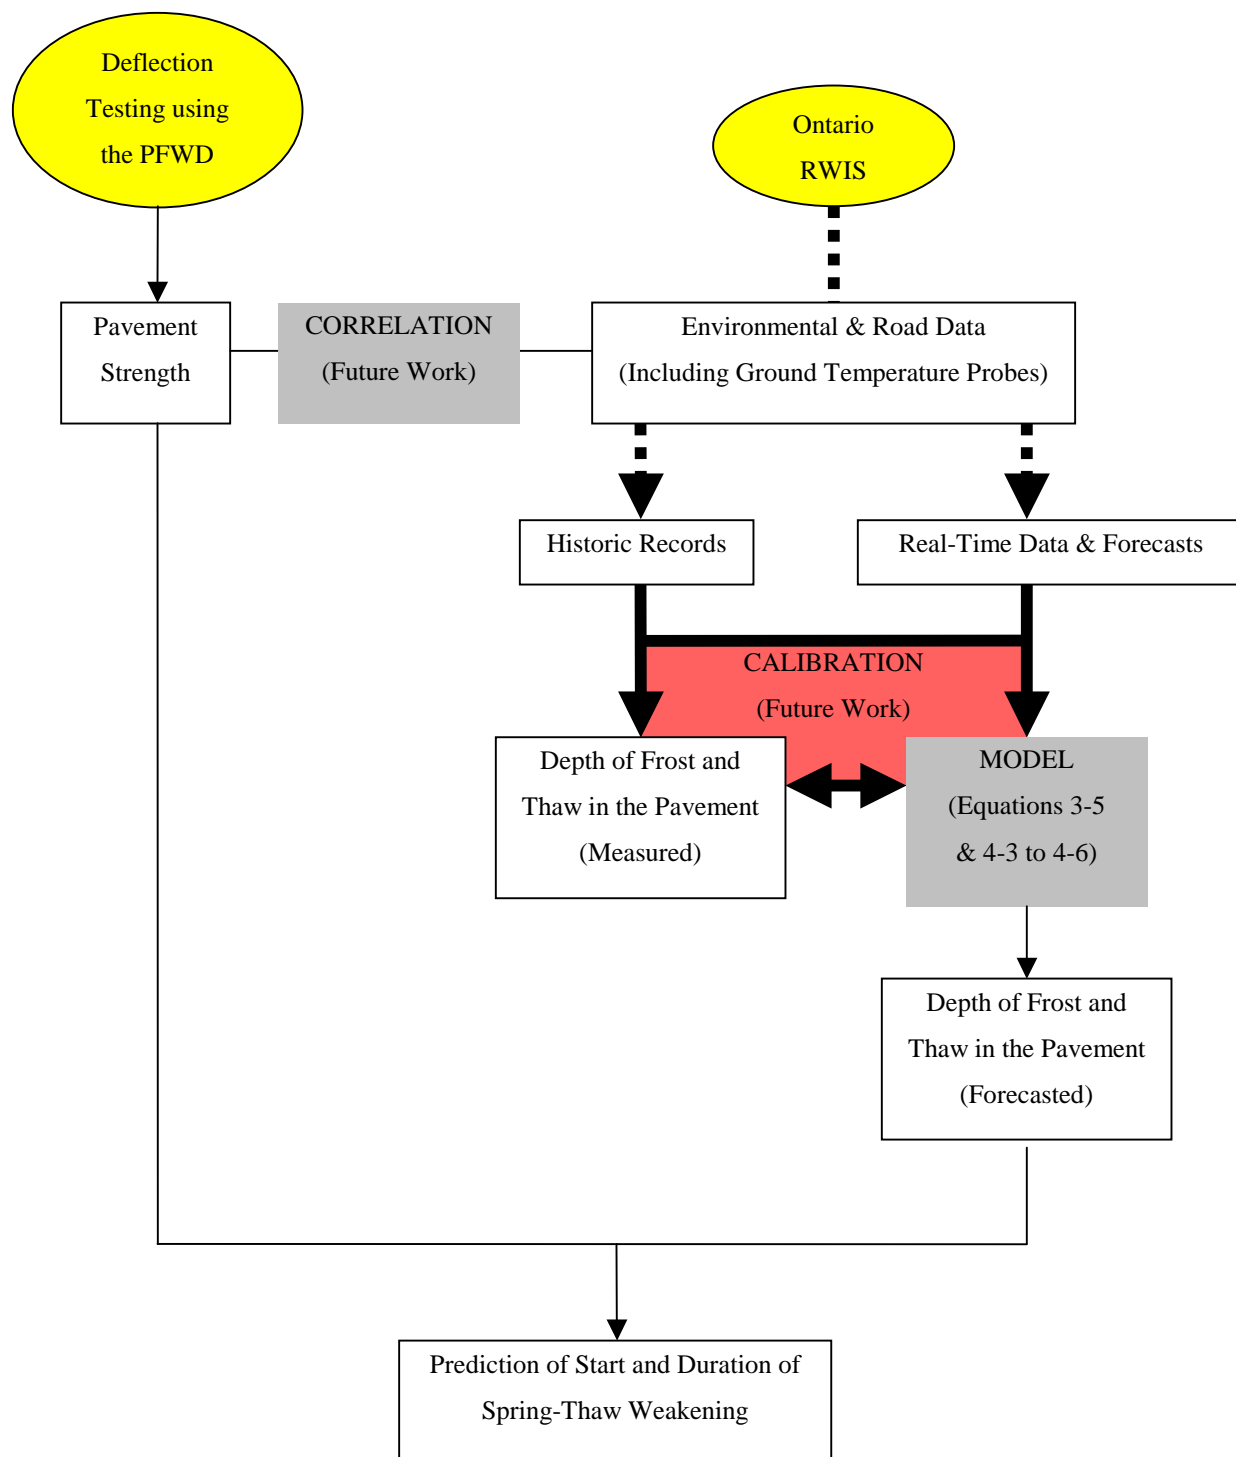 Deflection
Testing using
the PFWD
Ontario
RWIS
Pavement
Strength
CORRELATION
(Future Work)
Environmental & Road Data
(Including Ground Temperature Probes)
Historic Records
Real-Time Data & Forecasts
CALIBRATION
(Future Work)
Depth of Frost and
Thaw in the Pavement
(Measured)
MODEL
(Equations 3-5
& 4-3 to 4-6)
Depth of Frost and
Thaw in the Pavement
(Forecasted)
Prediction of Start and Duration of
Spring-Thaw Weakening